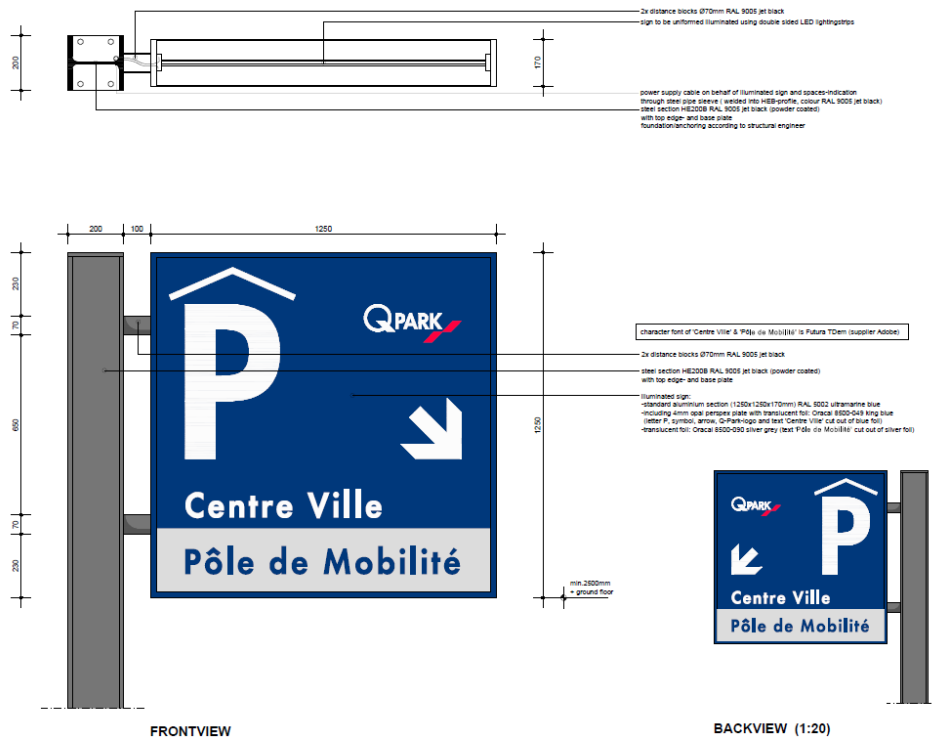 2x distance blocks Ø70mm RAL 9005 jet black
sign to be uniformed illuminated using double sided LED lightingstrips
200
170
power supply cable on behalf of illuminated sign and spaces-indication
through steel pipe sleeve ( welded into HEB-profile, colour RAL 9005 jet black)
steel section HE200B RAL 9005 jet black (powder coated)
with top edge- and base plate
foundation/anchoring according to structural engineer
200
100
1250
230
70
650
70
230
1250
QPARK
P
Centre Ville
Pôle de Mobilité
character font of 'Centre Ville' & 'Pôle de Mobilité' is Futura TDem (supplier Adobe)
2x distance blocks Ø70mm RAL 9005 jet black
steel section HE200B RAL 9005 jet black (powder coated)
with top edge- and base plate
illuminated sign:
-standard aluminium section (1250x1250x170mm) RAL 5002 ultramarine blue
-including 4mm opal perspex plate with translucent foil: Oracal 8500-049 king blue
(letter P, symbol, arrow, Q-Park-logo and text 'Centre Ville' cut out of blue foil)
-translucent foil: Oracal 8500-090 silver grey (text 'Pôle de Mobilité' cut out of silver foil)
min.2500mm
+ ground floor
QPARK
P
Centre Ville
Pôle de Mobilité
FRONTVIEW
BACKVIEW (1:20)